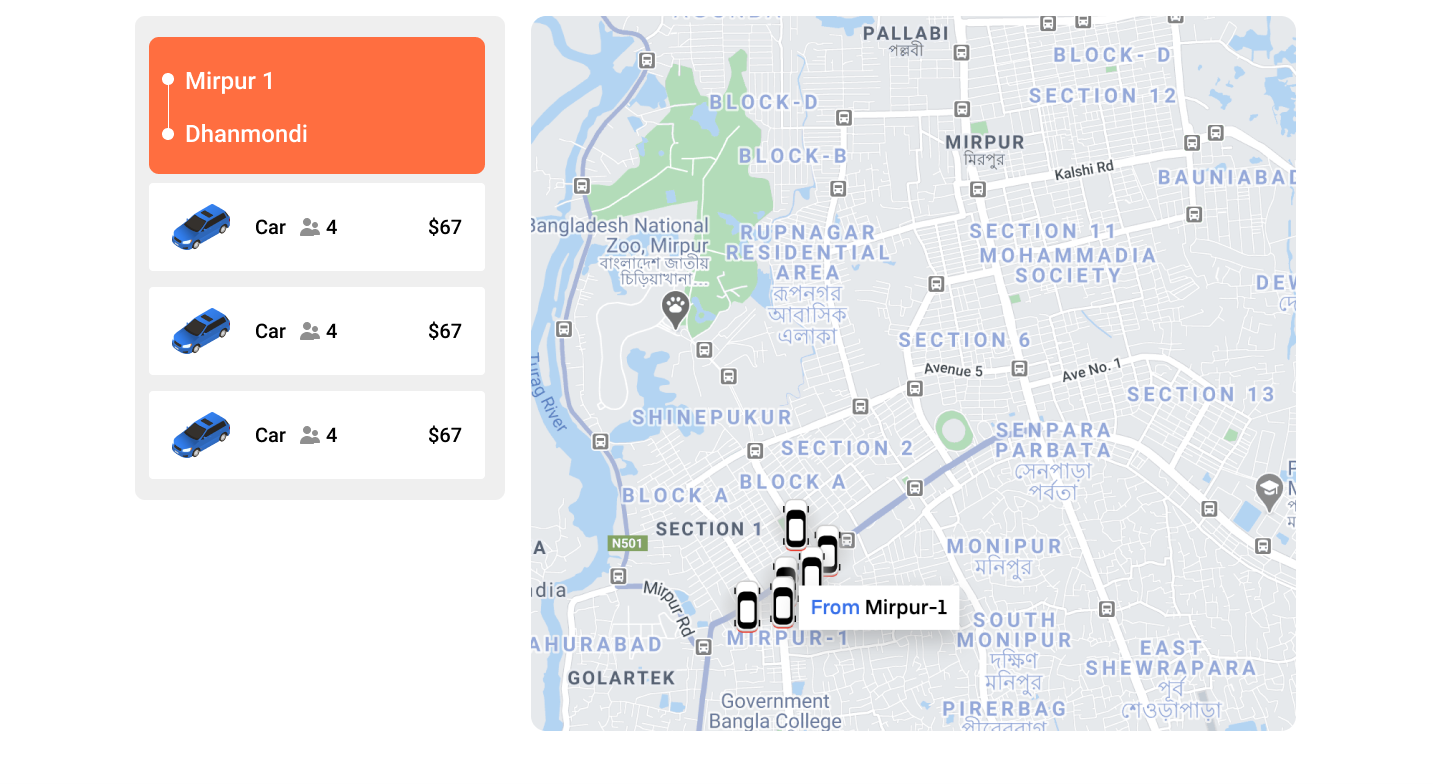 Mirpur 1
Dhanmondi
Car 4 $67
Car 4 $67
Car 4 $67
PALLABI
পল্লবী
BLOCK- D
SECTION 12
BLOCK-D
MIRPUR
মিরপুর
BLOCK-B
Kalshi Rd
BAUNIABAD
Bangladesh National
Zoo, Mirpur
বাংলাদেশ জাতীয়
চিড়িয়াখানা...
RUPNAGAR
RESIDENTIAL
AREA
রূপনগর
আবাসিক
এলাকা
SECTION 11
MOHAMMADIA
SOCIETY
DEW
SECTION 6
Avenue 5
Ave No. 1
SECTION 13
Turag River
SHINEPUKUR
SECTION 2
SENPARA
PARBATA
সেনপাড়া
পর্বতা
BLOCK A
BLOCK A
SECTION 1
N501
MONIPUR
মনিপুর
Mirpur Rd
From Mirpur-1
MIRPUR-1
AHURABAD
GOLARTEK
SOUTH
MONIPUR
দক্ষিণ
মনিপুর
EAST
SHEWRAPARA
পূর্ব
শেওড়াপাড়া
Government
Bangla College
PIRERBAG
পীরেরবাগ